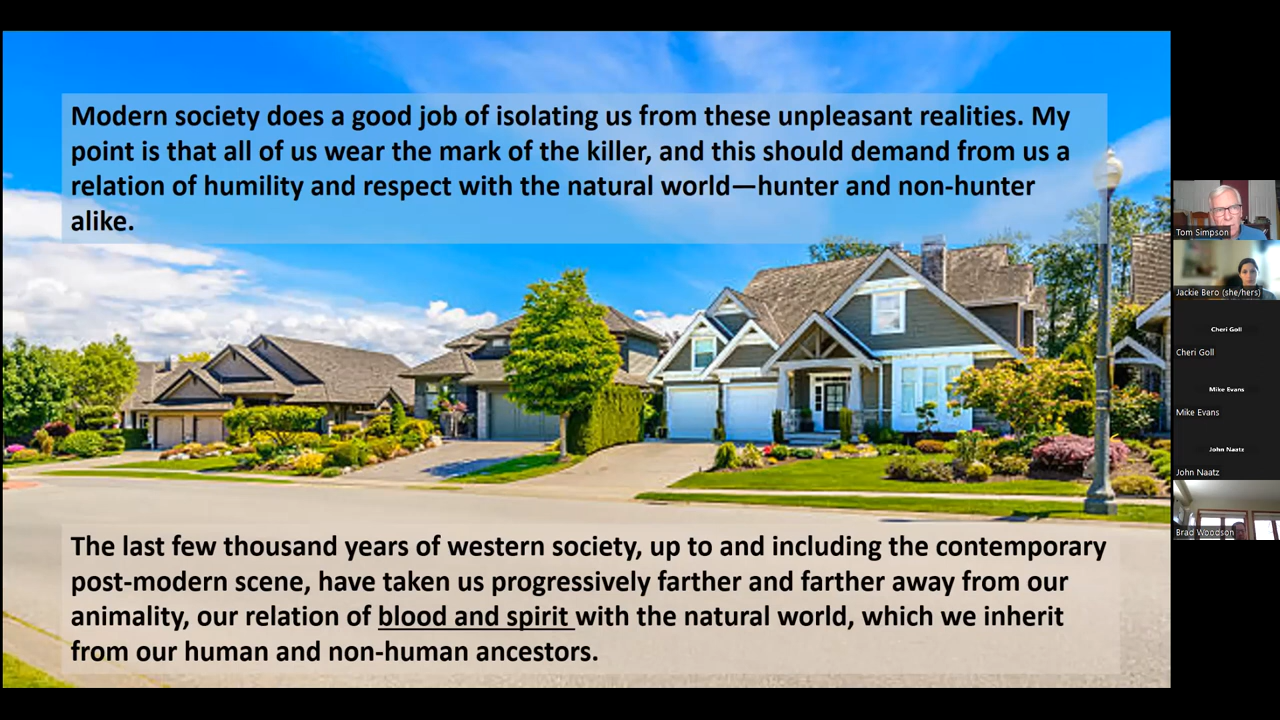 Modern society does a good job of isolating us from these unpleasant realities. My
point is that all of us wear the mark of the killer, and this should demand from us a
relation of humility and respect with the natural world—hunter and non-hunter
alike.
The last few thousand years of western society, up to and including the contemporary
post-modern scene, have taken us progressively farther and farther away from our
animality, our relation of blood and spirit with the natural world, which we inherit
from our human and non-human ancestors.
Tom Simpson
Jackie Bero (she/hers)
Cheri Goll
Cheri Goll
Mike Evans
Mike Evans
John Naatz
John Naatz
Brad Woodson